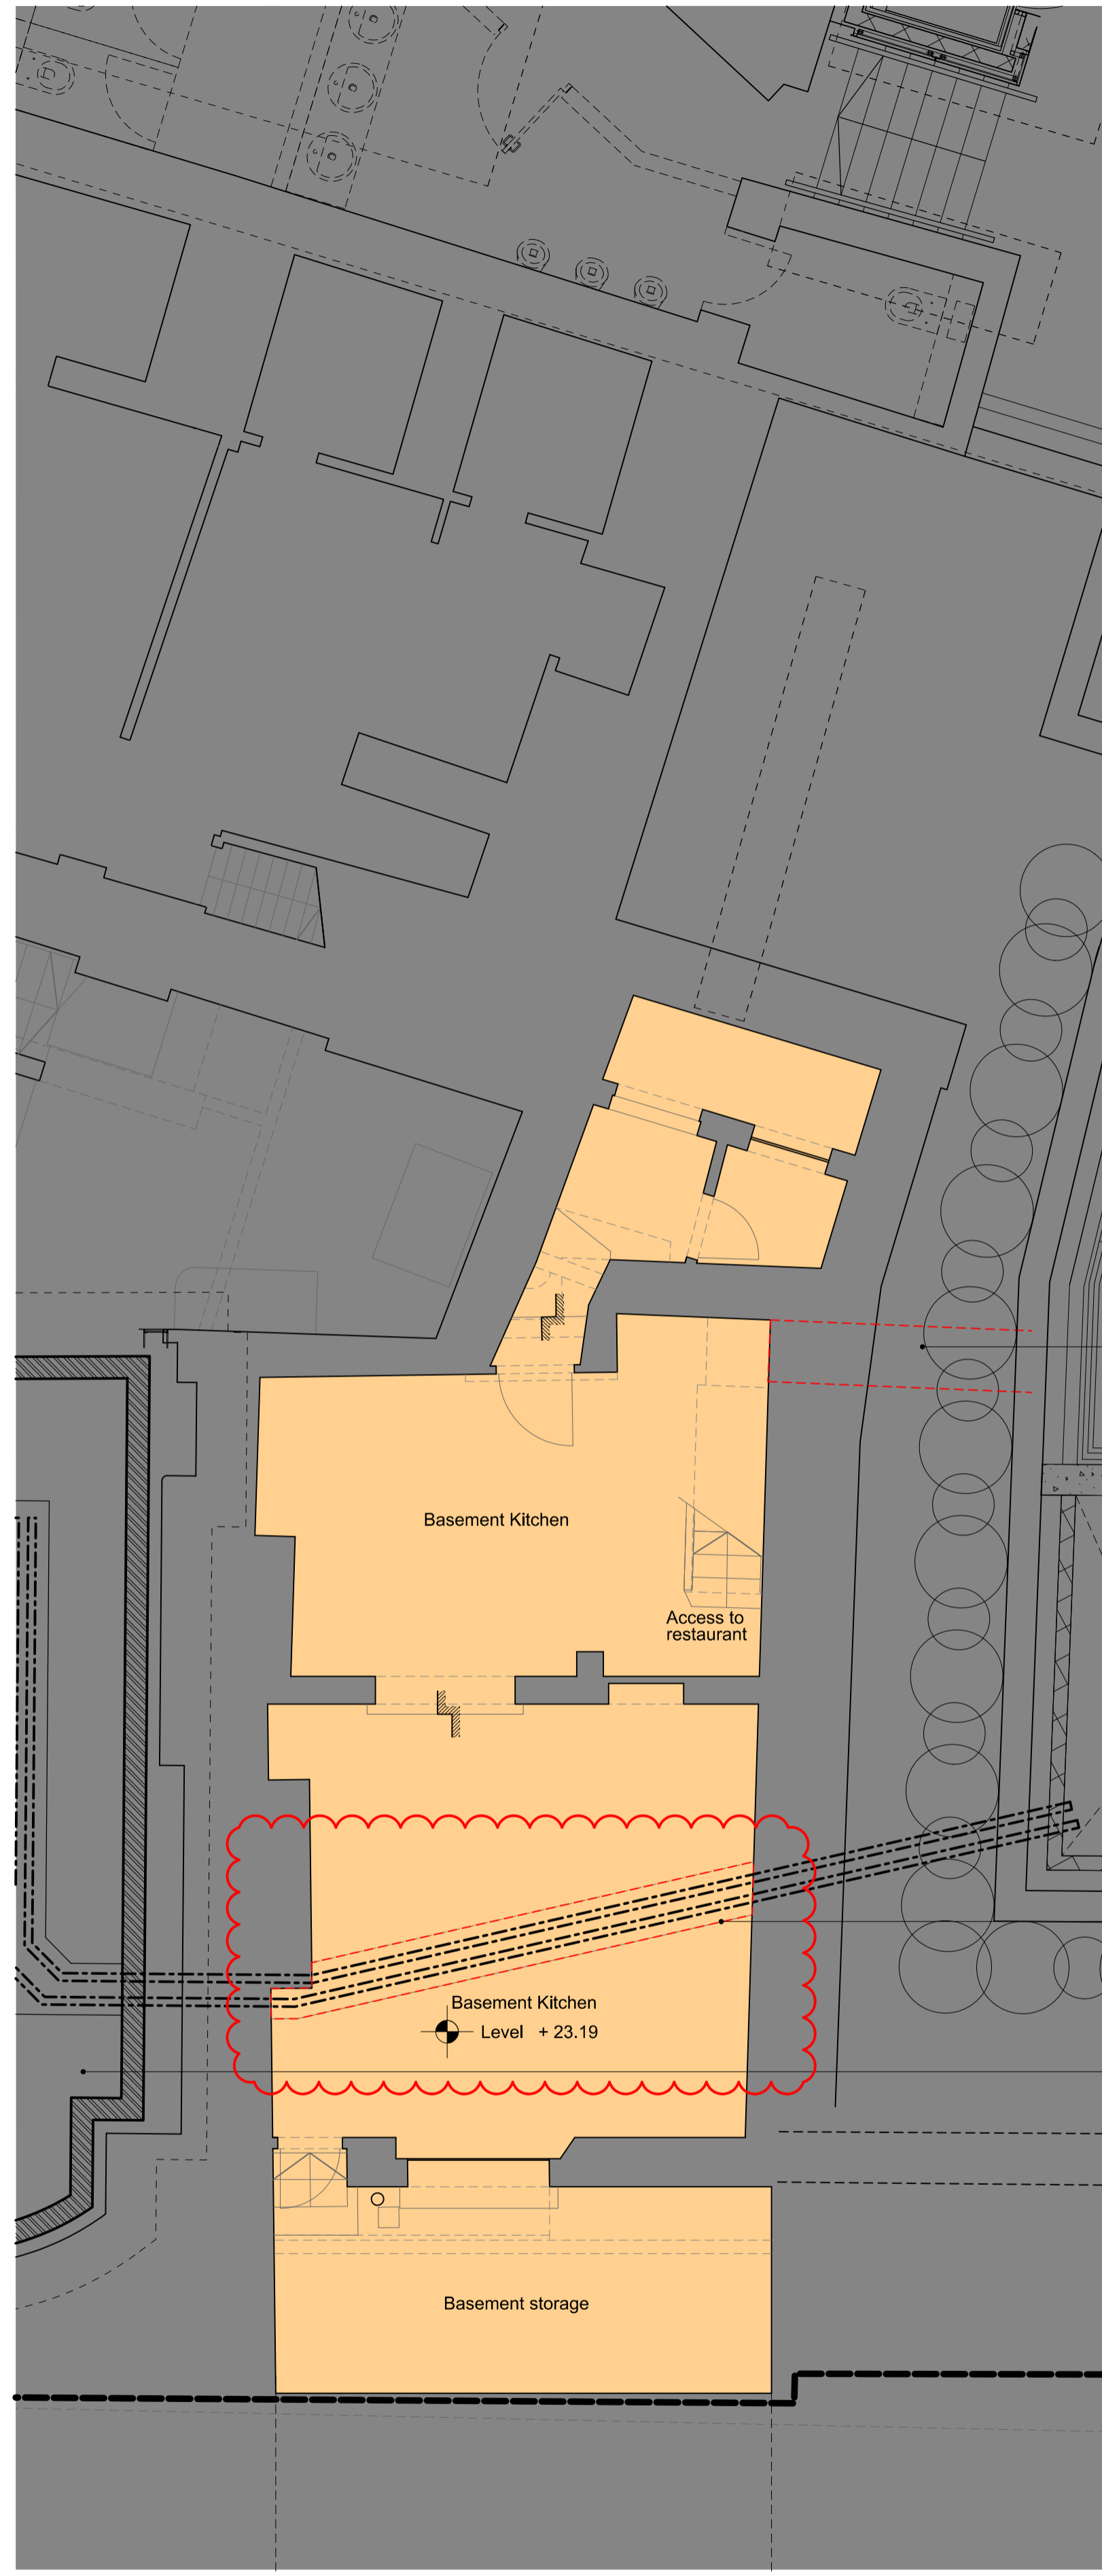 Basement Kitchen
Access to
restaurant
Basement Kitchen
Level + 23.19
Basement storage